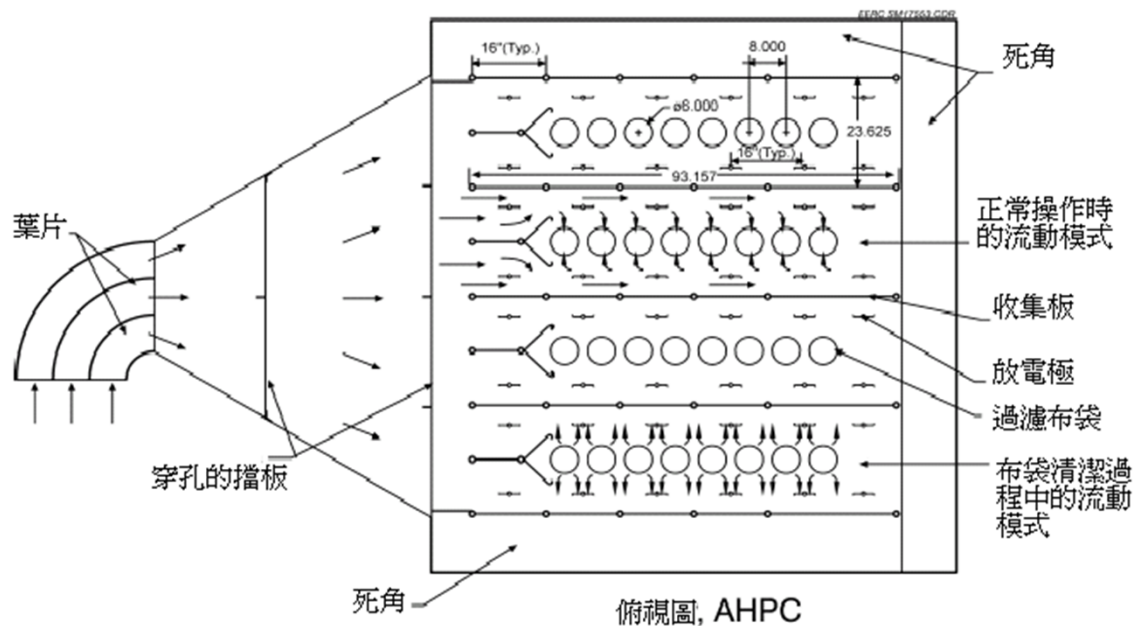 EERC SM17553.CDR
死角
16"(Typ.)
8.000
ø6.000
23.625
16"(Typ.)
93.157
葉片
正常操作時
的流動模式
收集板
放電極
過濾布袋
穿孔的擋板
布袋清潔過
程中的流動
模式
死角
俯視圖, AHPC